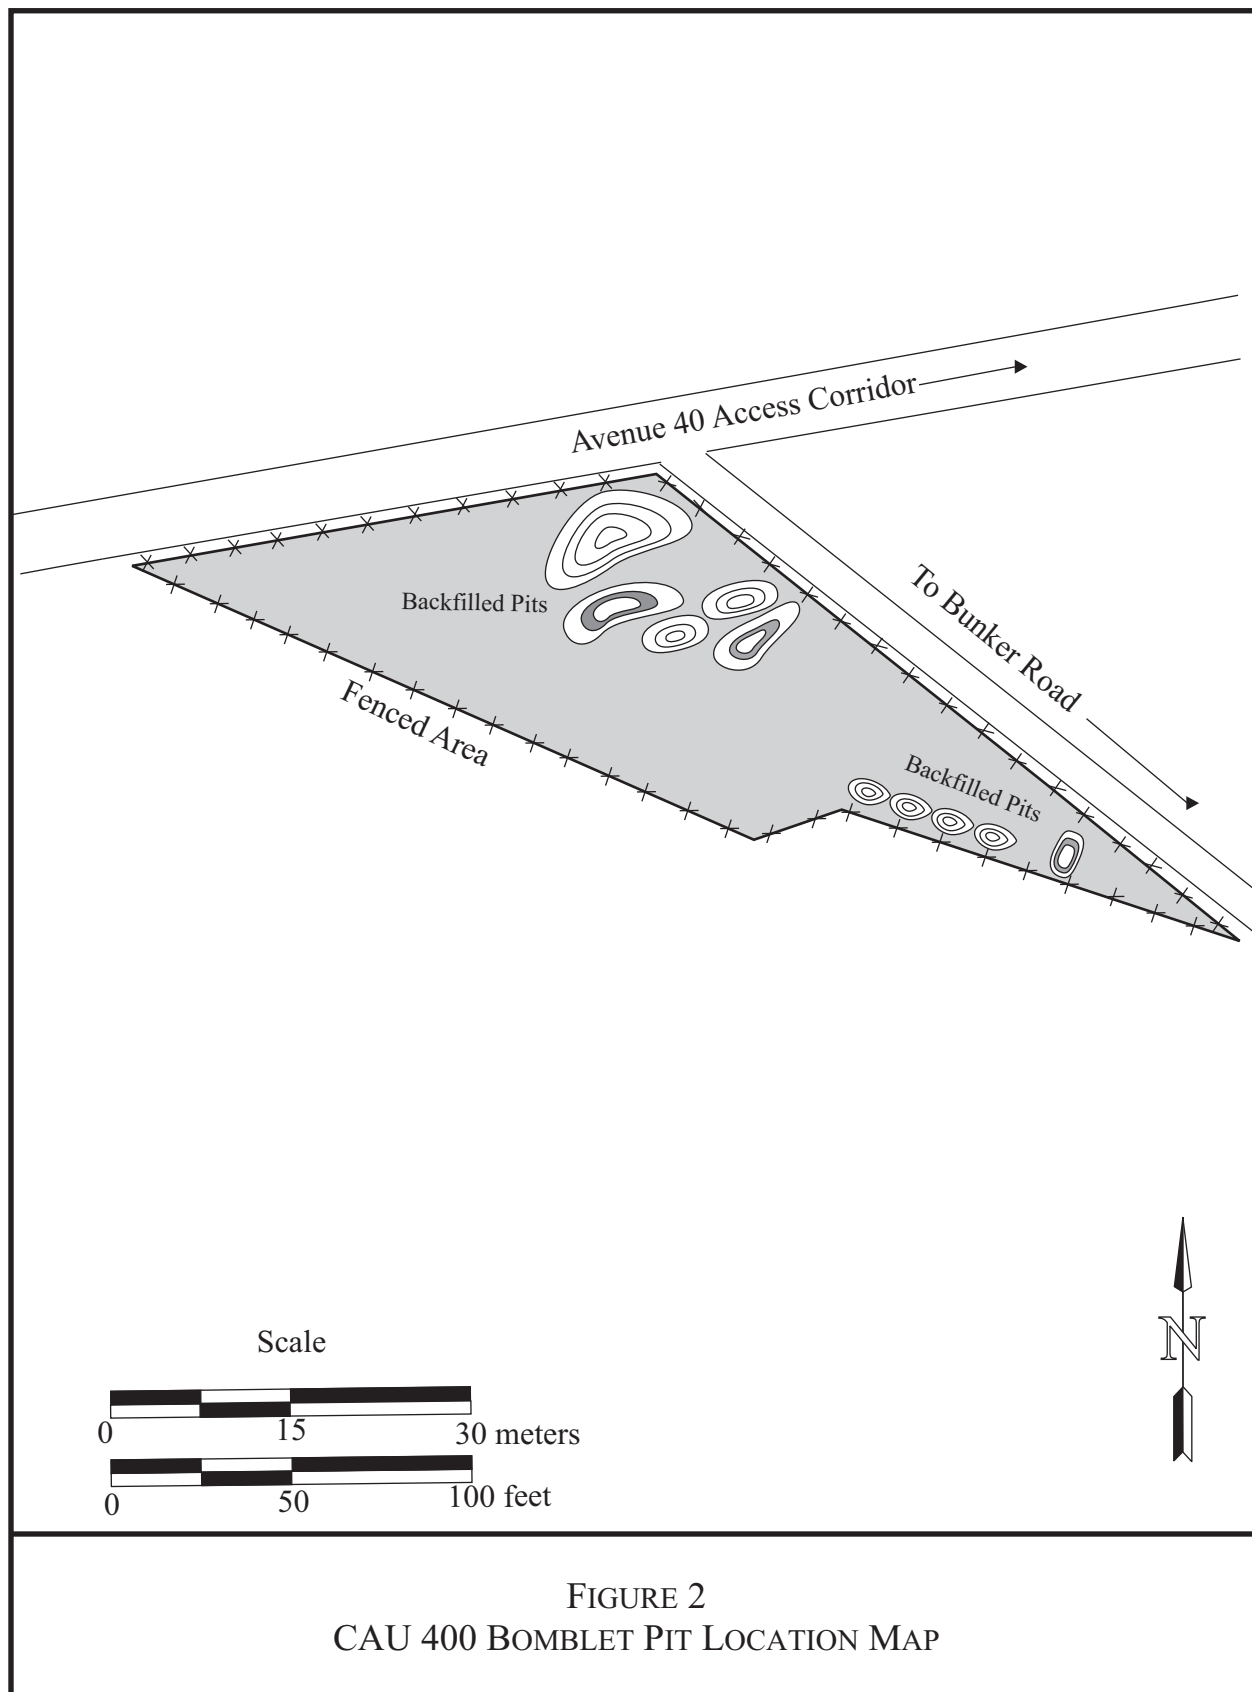 Avenue 40 Access Corridor
To Bunker Road
Backfilled Pits
Fenced Area
Backfilled Pits
Scale
0 15 30 meters
0 50 100 feet
N
FIGURE 2
CAU 400 BOMBLET PIT LOCATION MAP